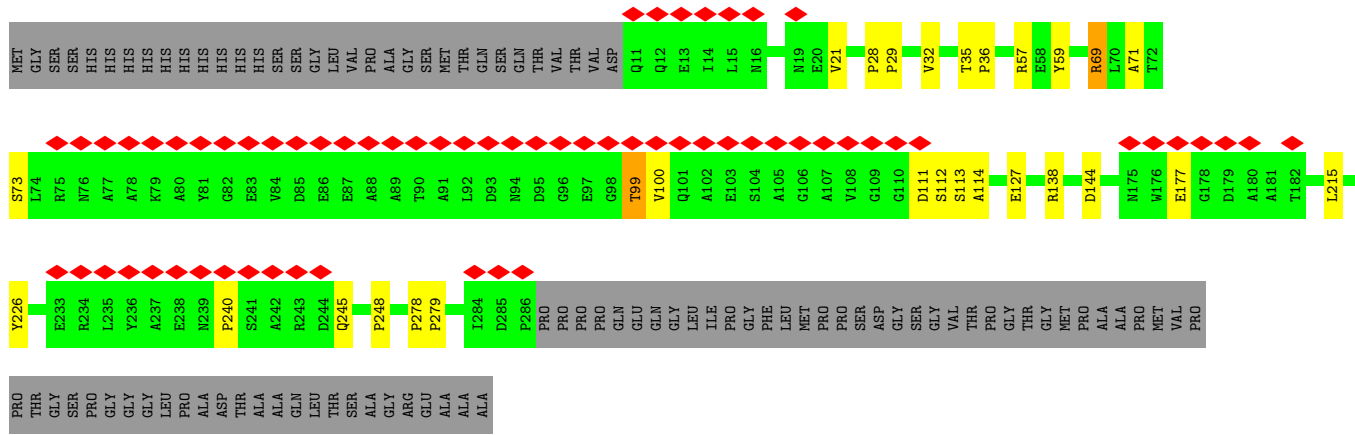 MET GLY SER SER HIS HIS HIS HIS HIS HIS HIS HIS HIS HIS SER SER GLY LEU VAL PRO ALA GLY SER MET THR GLN SER GLN THR VAL THR VAL ASP Q11 Q12 E13 I14 L15 N16 N19 E20 V21 P28 P29 V32 T35 P36 R57 E58 Y59 R69 L70 A71 T72
S73 L74 R75 N76 A77 A78 K79 A80 Y81 G82 E83 V84 D85 E86 E87 A88 A89 T90 A91 L92 D93 N94 D95 G96 E97 G98 T99 V100 Q101 A102 E103 S104 A105 G106 A107 V108 G109 G110 D111 S112 S113 A114 E127 R138 D144 N175 W176 E177 G178 D179 A180 A181 T182 L215
Y226 E233 R234 L235 Y236 A237 E238 N239 P240 S241 A242 R243 D244 Q245 P248 P278 P279 I284 D285 P286 PRO PRO PRO PRO GLN GLU GLN GLY LEU ILE PRO GLY PHE LEU MET PRO PRO SER ASP GLY SER GLY VAL THR PRO GLY THR GLY MET PRO ALA ALA PRO MET VAL PRO
PRO THR GLY SER PRO GLY GLY GLY LEU PRO ALA ASP THR ALA ALA GLN LEU THR SER ALA GLY ARG GLU ALA ALA ALA